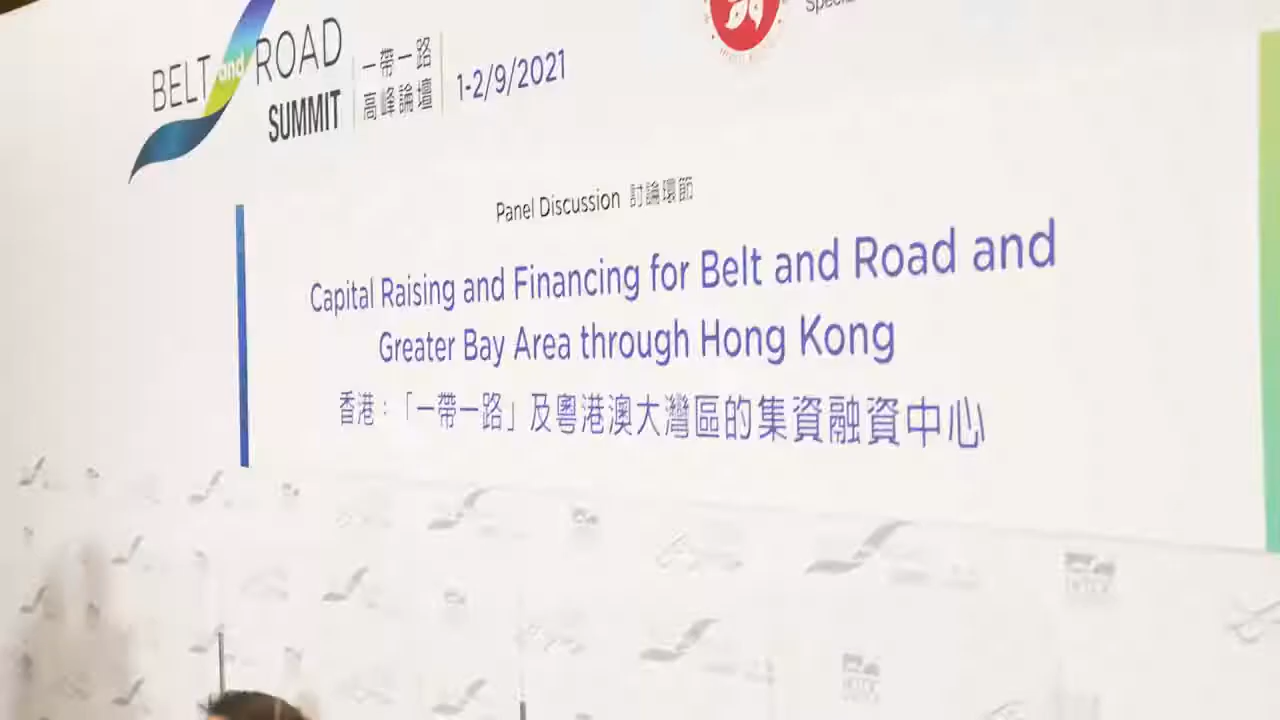 BELT and ROAD
SUMMIT
一帶一路
高峰論壇
1-2/9/2021
Panel Discussion 討論環節
Capital Raising and Financing for Belt and Road and
Greater Bay Area through Hong Kong
香港：「一帶一路」及粵港澳大灣區的集資融資中心